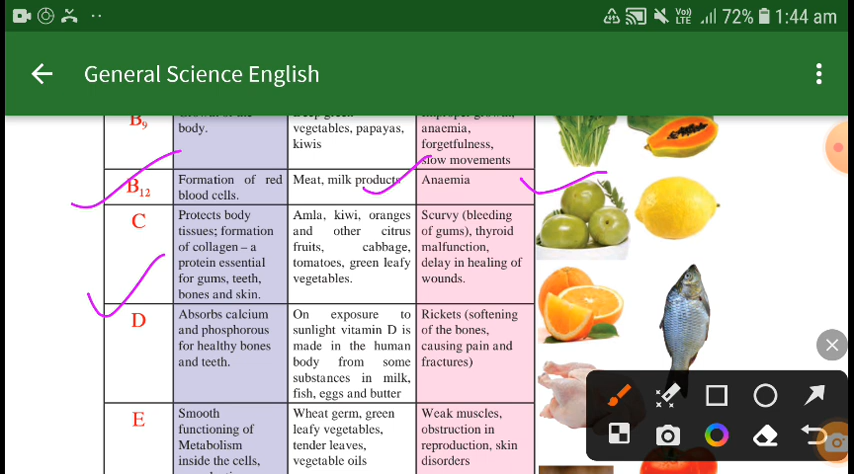 Vo))
LTE
72%
1:44 am
General Science English
B9
body.
vegetables, papayas,
kiwis
anaemia,
forgetfulness,
slow movements
B12
Formation of red
blood cells.
Meat, milk products
Anaemia
C
Protects body
tissues; formation
of collagen – a
protein essential
for gums, teeth,
bones and skin.
Amla, kiwi, oranges
and other citrus
fruits, cabbage,
tomatoes, green leafy
vegetables.
Scurvy (bleeding
of gums), thyroid
malfunction,
delay in healing of
wounds.
D
Absorbs calcium
and phosphorous
for healthy bones
and teeth.
On exposure to
sunlight vitamin D is
made in the human
body from some
substances in milk,
fish, eggs and butter
Rickets (softening
of the bones,
causing pain and
fractures)
E
Smooth
functioning of
Metabolism
inside the cells,
Wheat germ, green
leafy vegetables,
tender leaves,
vegetable oils
Weak muscles,
obstruction in
reproduction, skin
disorders